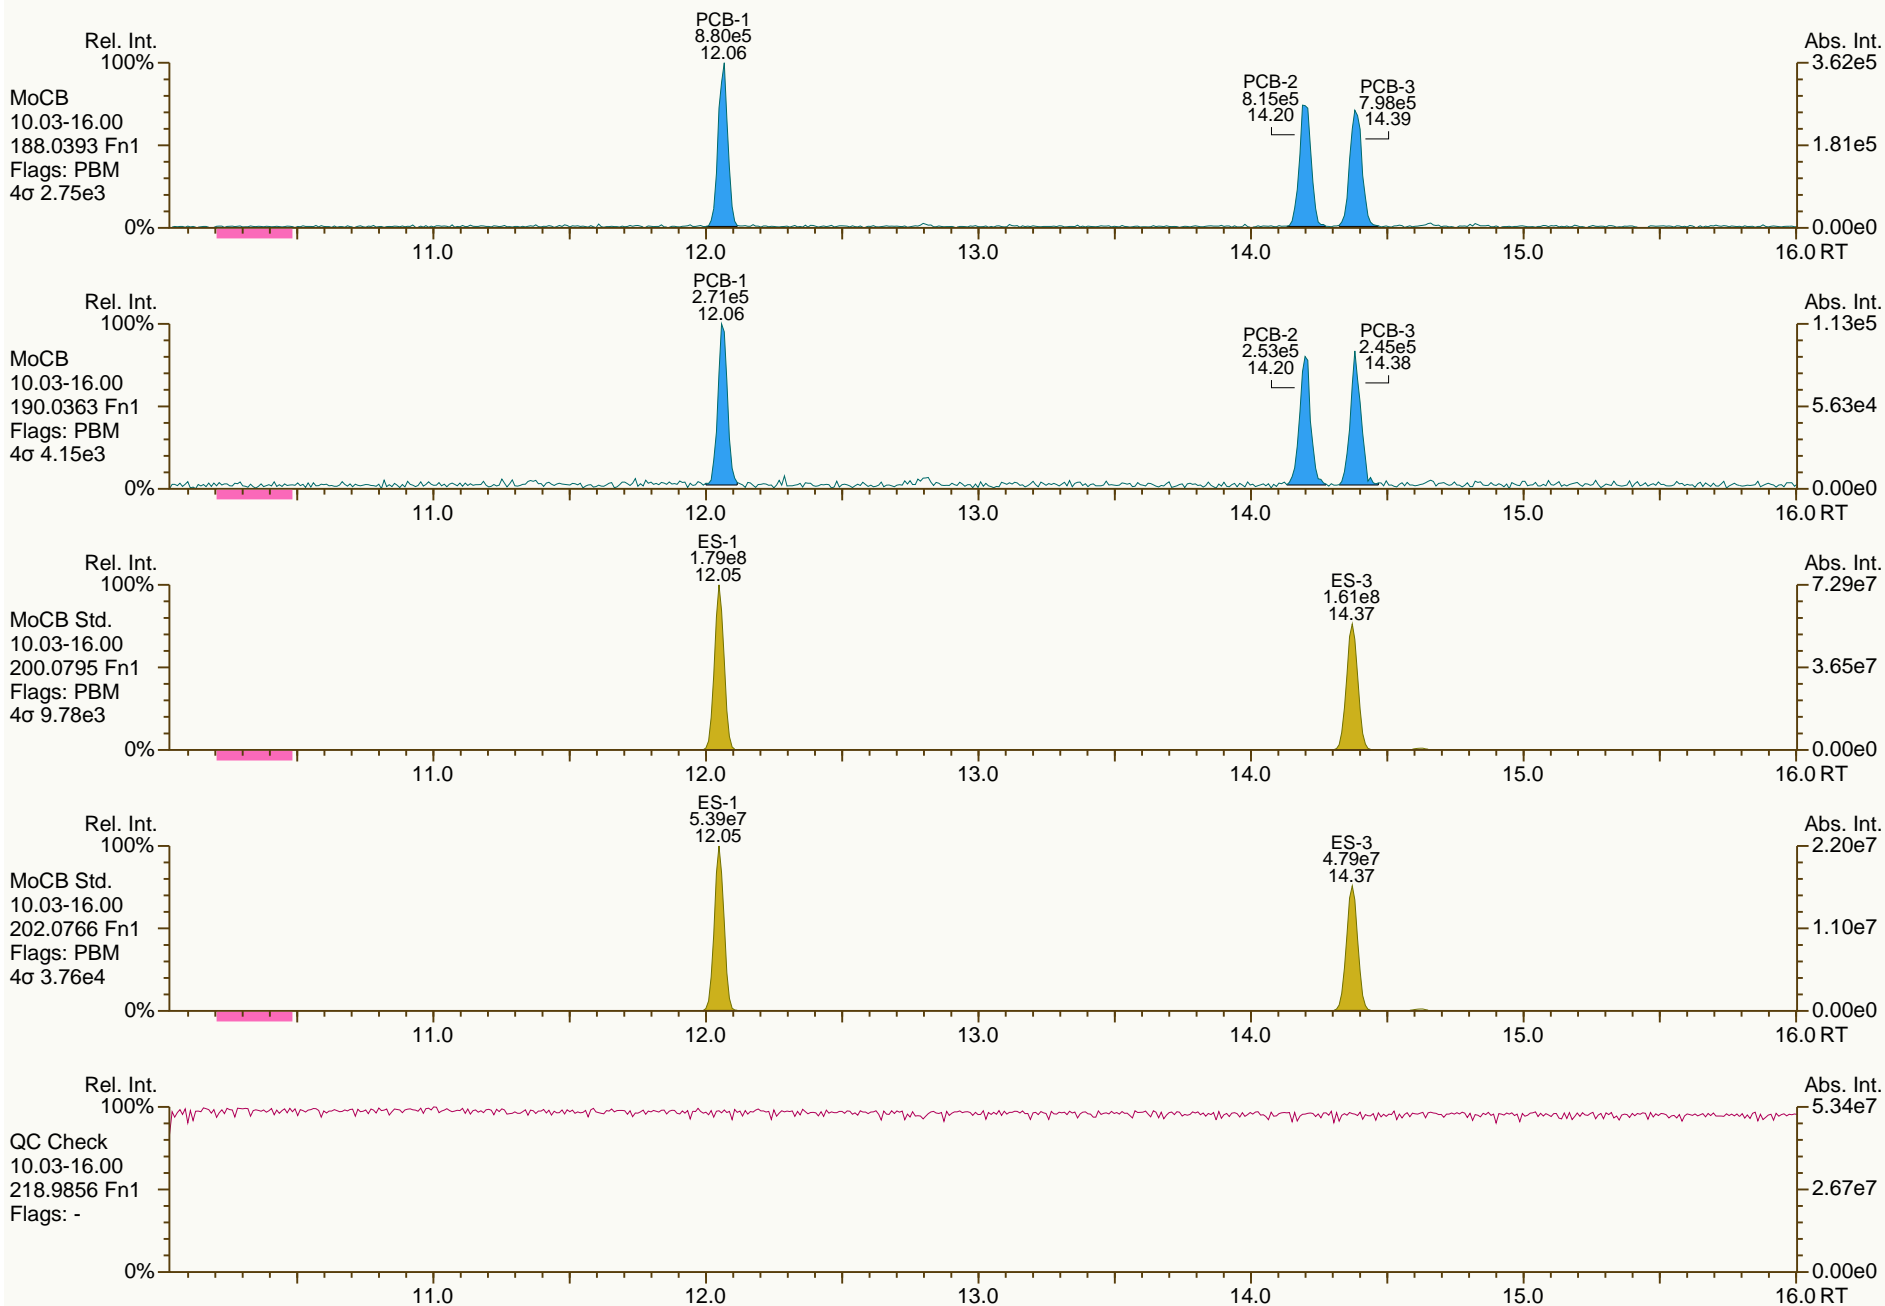 PCB-1
8.80e5
12.06
Rel. Int.
Abs. Int.
100%
3.62e5
PCB-2
8.15e5
14.20
PCB-3
7.98e5
14.39
MoCB
10.03-16.00
188.0393 Fn1
Flags: PBM
4σ 2.75e3
1.81e5
0%
0.00e0
11.0 12.0 13.0 14.0 15.0 16.0 RT
PCB-1
2.71e5
12.06
Rel. Int.
Abs. Int.
100%
1.13e5
PCB-2
2.53e5
14.20
PCB-3
2.45e5
14.38
MoCB
10.03-16.00
190.0363 Fn1
Flags: PBM
4σ 4.15e3
5.63e4
0%
0.00e0
11.0 12.0 13.0 14.0 15.0 16.0 RT
ES-1
1.79e8
12.05
Rel. Int.
Abs. Int.
100%
7.29e7
ES-3
1.61e8
14.37
MoCB Std.
10.03-16.00
200.0795 Fn1
Flags: PBM
4σ 9.78e3
3.65e7
0%
0.00e0
11.0 12.0 13.0 14.0 15.0 16.0 RT
ES-1
5.39e7
12.05
Rel. Int.
Abs. Int.
100%
2.20e7
ES-3
4.79e7
14.37
MoCB Std.
10.03-16.00
202.0766 Fn1
Flags: PBM
4σ 3.76e4
1.10e7
0%
0.00e0
11.0 12.0 13.0 14.0 15.0 16.0 RT
Rel. Int.
Abs. Int.
100%
5.34e7
QC Check
10.03-16.00
218.9856 Fn1
Flags: -
2.67e7
0%
0.00e0
11.0 12.0 13.0 14.0 15.0 16.0 RT